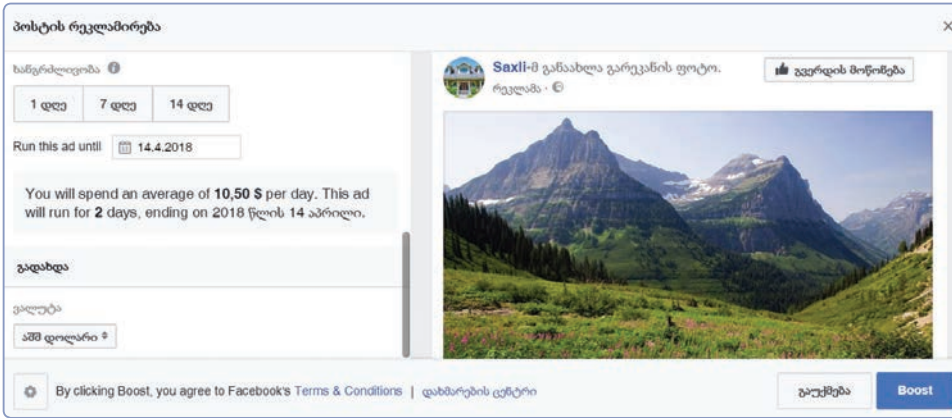 პოსტის რეკლამირება
ხანგრძლივობა
1 დღე 7 დღე 14 დღე
Run this ad until 14.4.2018
You will spend an average of 10,50 $ per day. This ad
will run for 2 days, ending on 2018 წლის 14 აპრილი.
გადახდა
ვალუტა
აშშ დოლარი
Saxli-მ განაახლა გარეკანის ფოტო.
რეკლამა ·
გვერდის მოწონება
By clicking Boost, you agree to Facebook's Terms & Conditions | დახმარების ცენტრი
გაუქმება
Boost